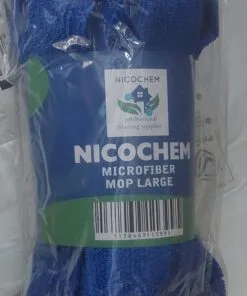 NICOCHEM
professional
cleaning supplies
NICOCHEM
MICROFIBER
MOP LARGE